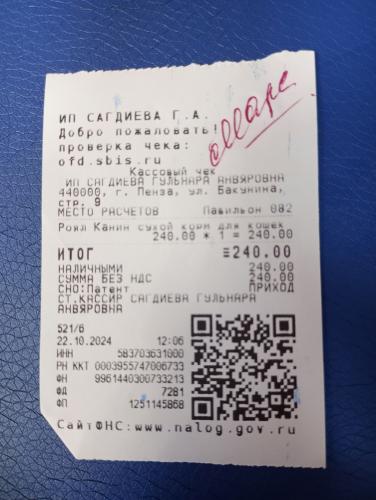 ИП САГДИЕВА Г.А.
Добро пожаловать!
проверка чека:
ofd.sbis.ru
Кассовый чек
ИП САГДИЕВА ГУЛЬНАРА АНВЯРОВНА
440000, г. Пенза, ул. Бакунина,
стр. 9
МЕСТО РАСЧЕТОВ Павильон 082
Роял Канин сухой корм для кошек
240.00 * 1 = 240.00
ИТОГ =240.00
НАЛИЧНЫМИ 240.00
СУММА БЕЗ НДС 240.00
СНО:Патент ПРИХОД
СТ.КАССИР САГДИЕВА ГУЛЬНАРА
АНВЯРОВНА
521/6
22.10.2024 12:06
ИНН 583703631000
РН ККТ 0003955747006733
ФН 9961440300733213
ФД 7281
ФП 1251145868
СайтФНС:www.nalog.gov.ru